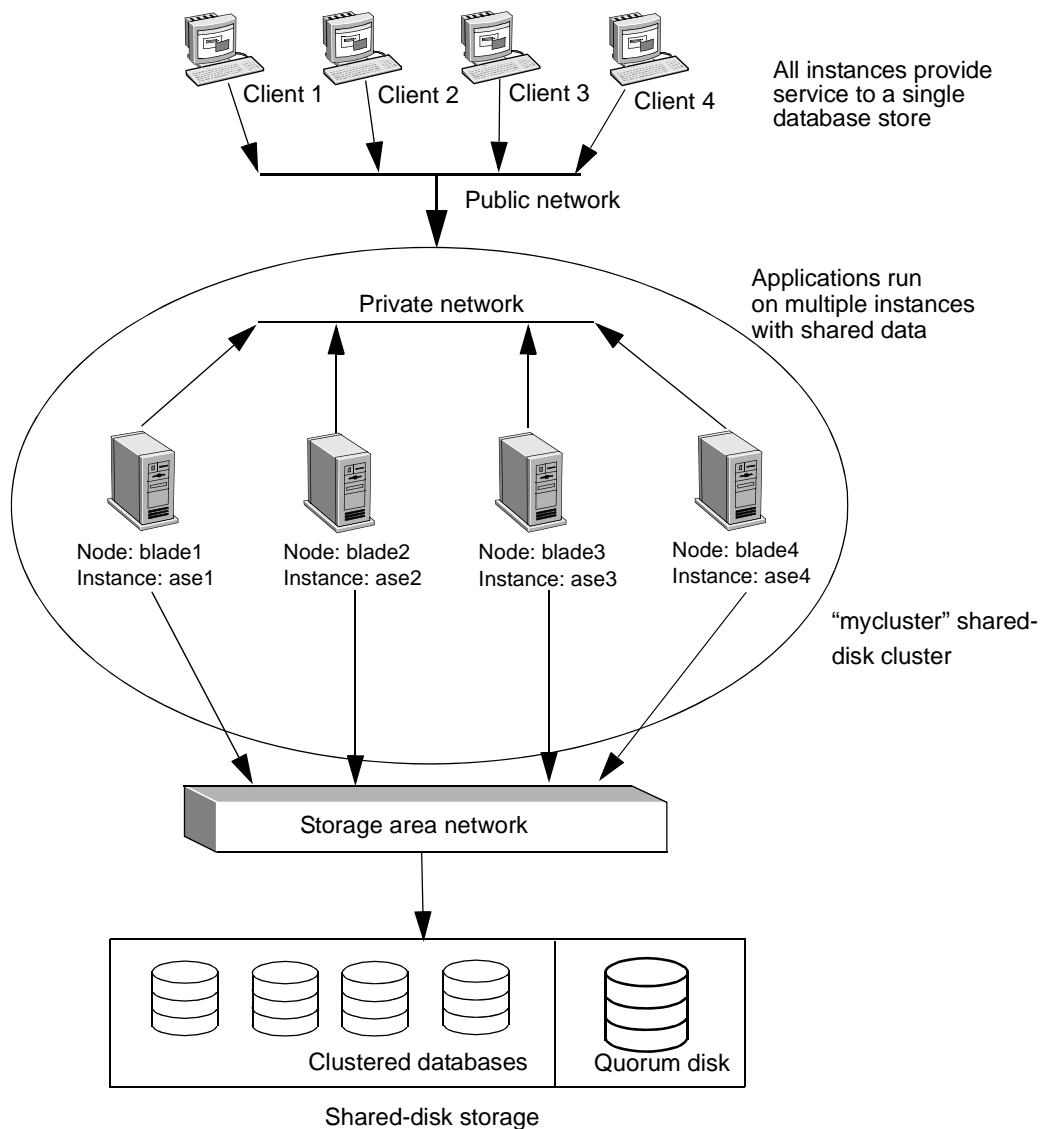 Client 1
Client 2
Client 3
Client 4
All instances provide
service to a single
database store
Public network
Applications run
on multiple instances
with shared data
Private network
Node: blade1
Instance: ase1
Node: blade2
Instance: ase2
Node: blade3
Instance: ase3
Node: blade4
Instance: ase4
“mycluster” shared-
disk cluster
Storage area network
Clustered databases
Quorum disk
Shared-disk storage